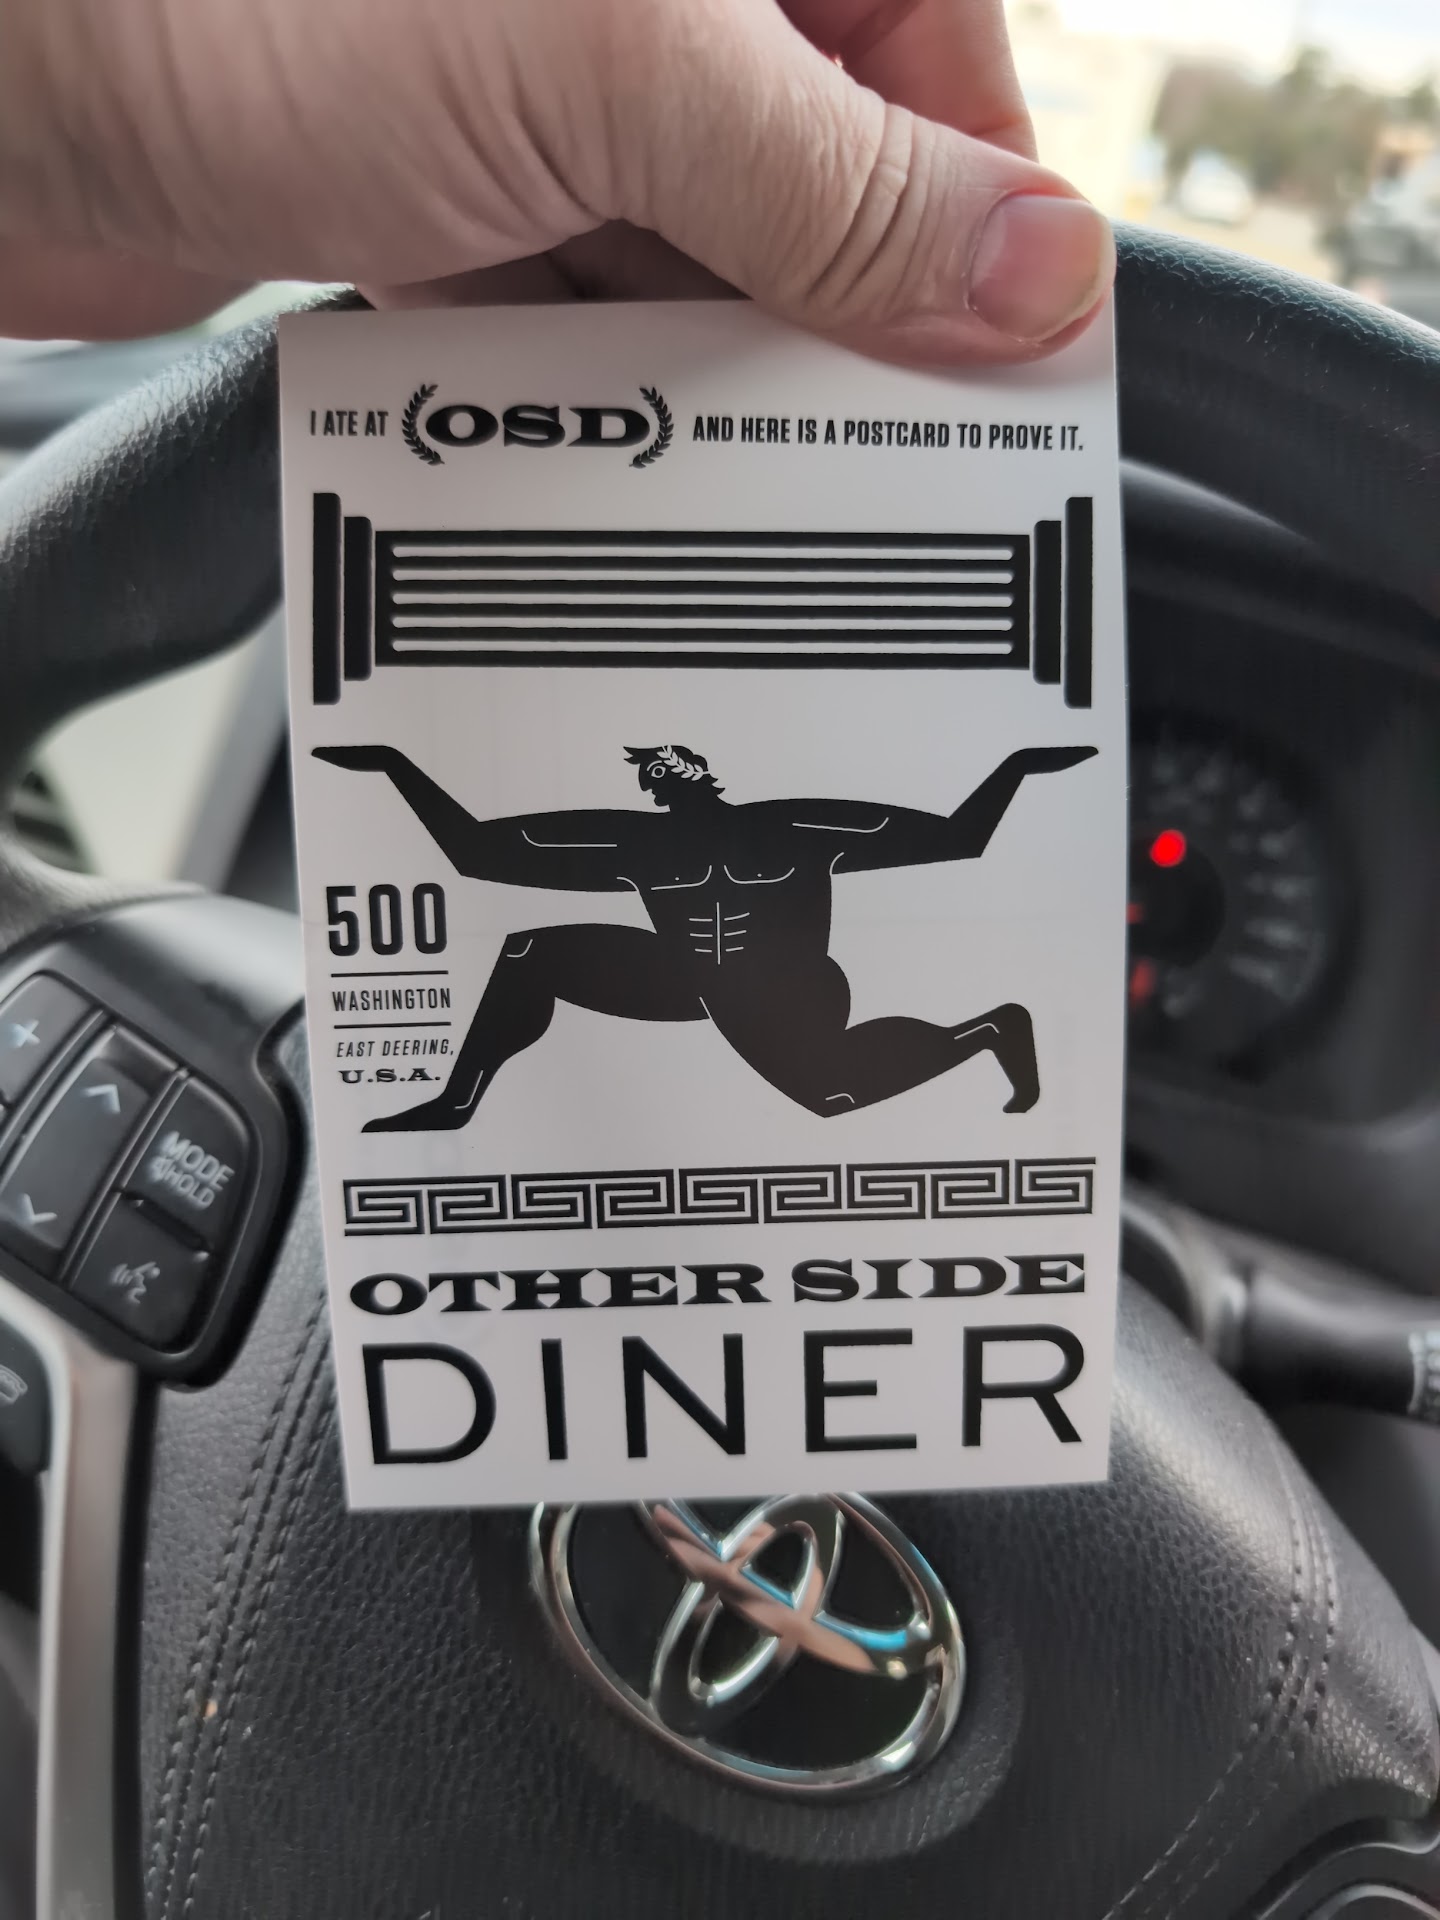 I ATE AT OSD AND HERE IS A POSTCARD TO PROVE IT.
500
WASHINGTON
EAST DEERING,
U.S.A.
OTHER SIDE
DINER
+
MODE
HOLD